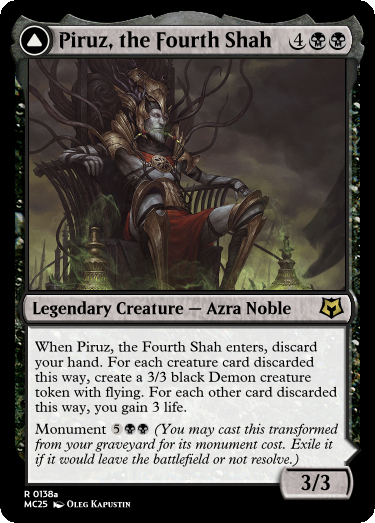 Piruz, the Fourth Shah 4
Legendary Creature — Azra Noble
When Piruz, the Fourth Shah enters, discard
your hand. For each creature card discarded
this way, create a 3/3 black Demon creature
token with flying. For each other card discarded
this way, you gain 3 life.
Monument 5 (You may cast this transformed
from your graveyard for its monument cost. Exile it
if it would leave the battlefield or not resolve.)
3/3
R 0138a
MC25 Oleg Kapustin